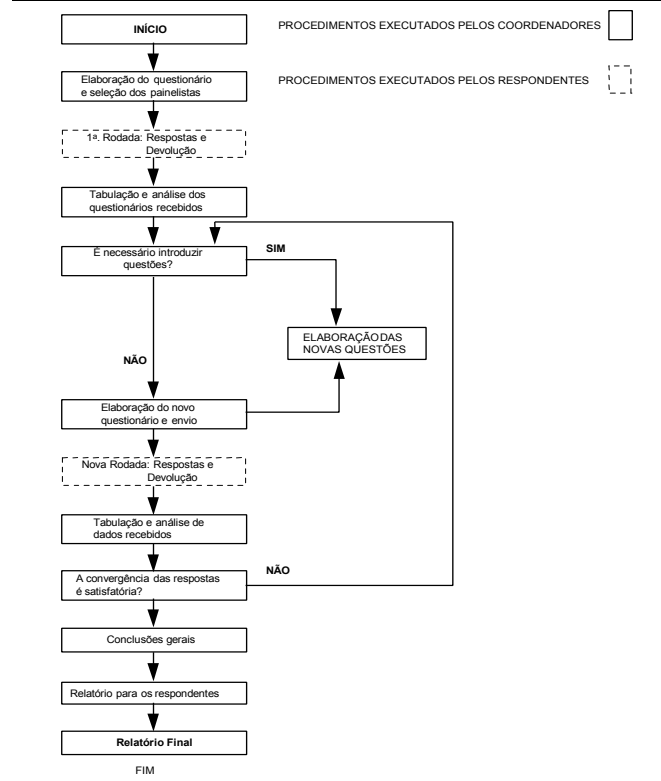 INÍCIO
PROCEDIMENTOS EXECUTADOS PELOS COORDENADORES
Elaboração do questionário
e seleção dos painelistas
PROCEDIMENTOS EXECUTADOS PELOS RESPONDENTES
1ª. Rodada: Respostas e
Devolução
Tabulação e análise dos
questionários recebidos
É necessário introduzir
questões?
SIM
ELABORAÇÃO DAS
NOVAS QUESTÕES
NÃO
Elaboração do novo
questionário e envio
Nova Rodada: Respostas e
Devolução
Tabulação e análise de
dados recebidos
A convergência das respostas
é satisfatória?
NÃO
Conclusões gerais
Relatório para os respondentes
Relatório Final
FIM